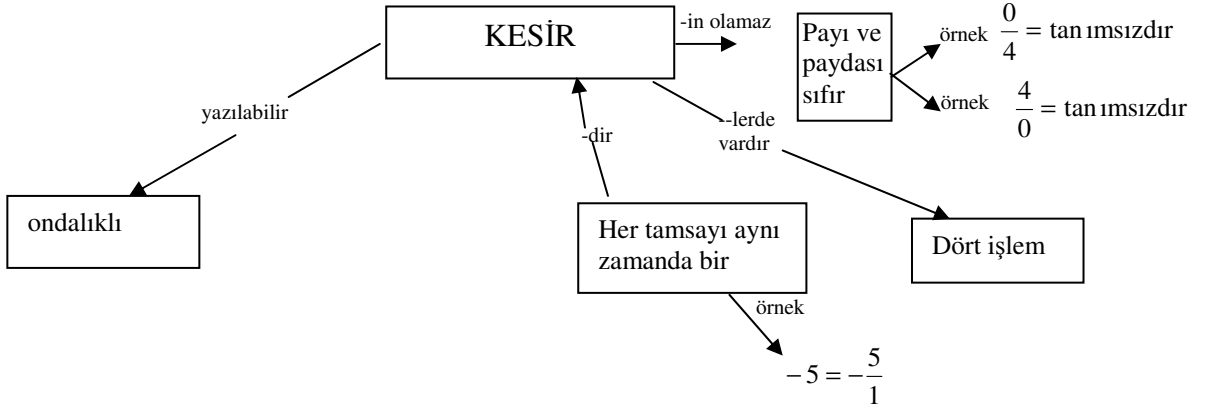 KESİR
-in olamaz
Payı ve
paydası
sıfır
örnek
0/4 = tanımsızdır
örnek
4/0 = tanımsızdır
yazılabilir
-dir
--lerde
vardır
ondalıklı
Her tamsayı aynı
zamanda bir
Dört işlem
örnek
−5 = −5/1